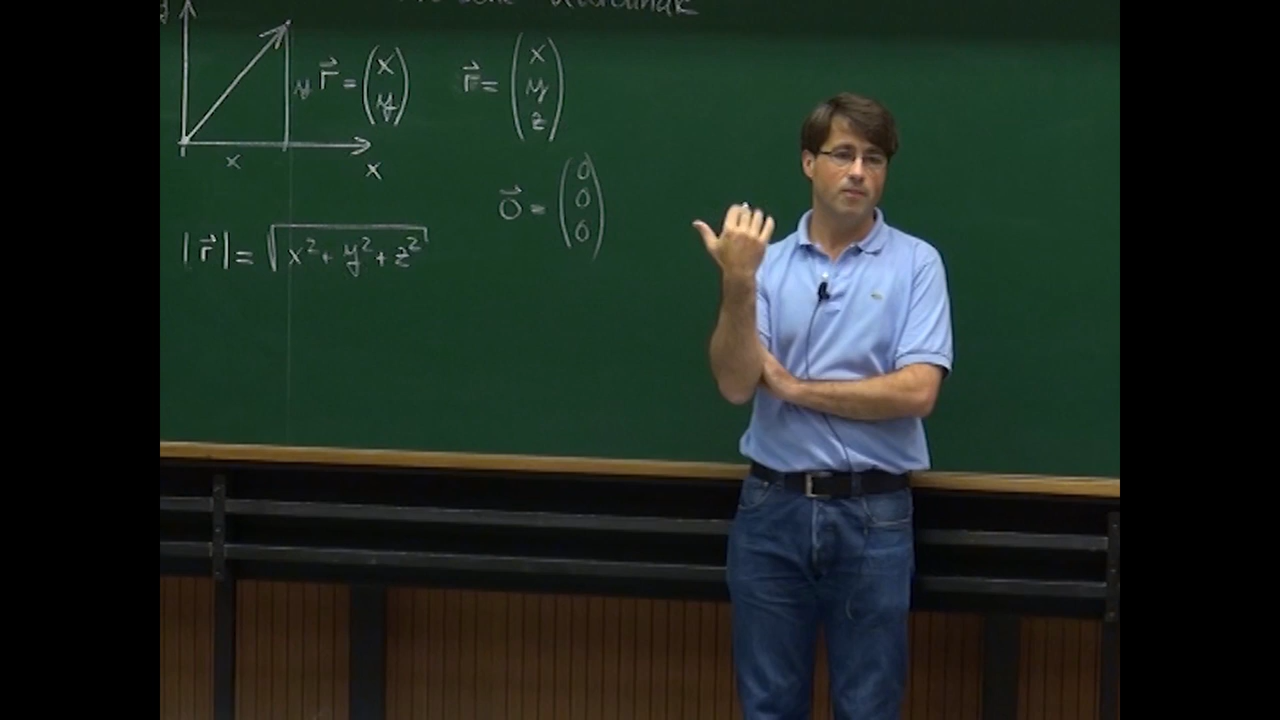 y
y r⃗ = (x y)
x
x
r⃗ = (x y z)
0⃗ = (0 0 0)
|r⃗| = √(x² + y² + z²)